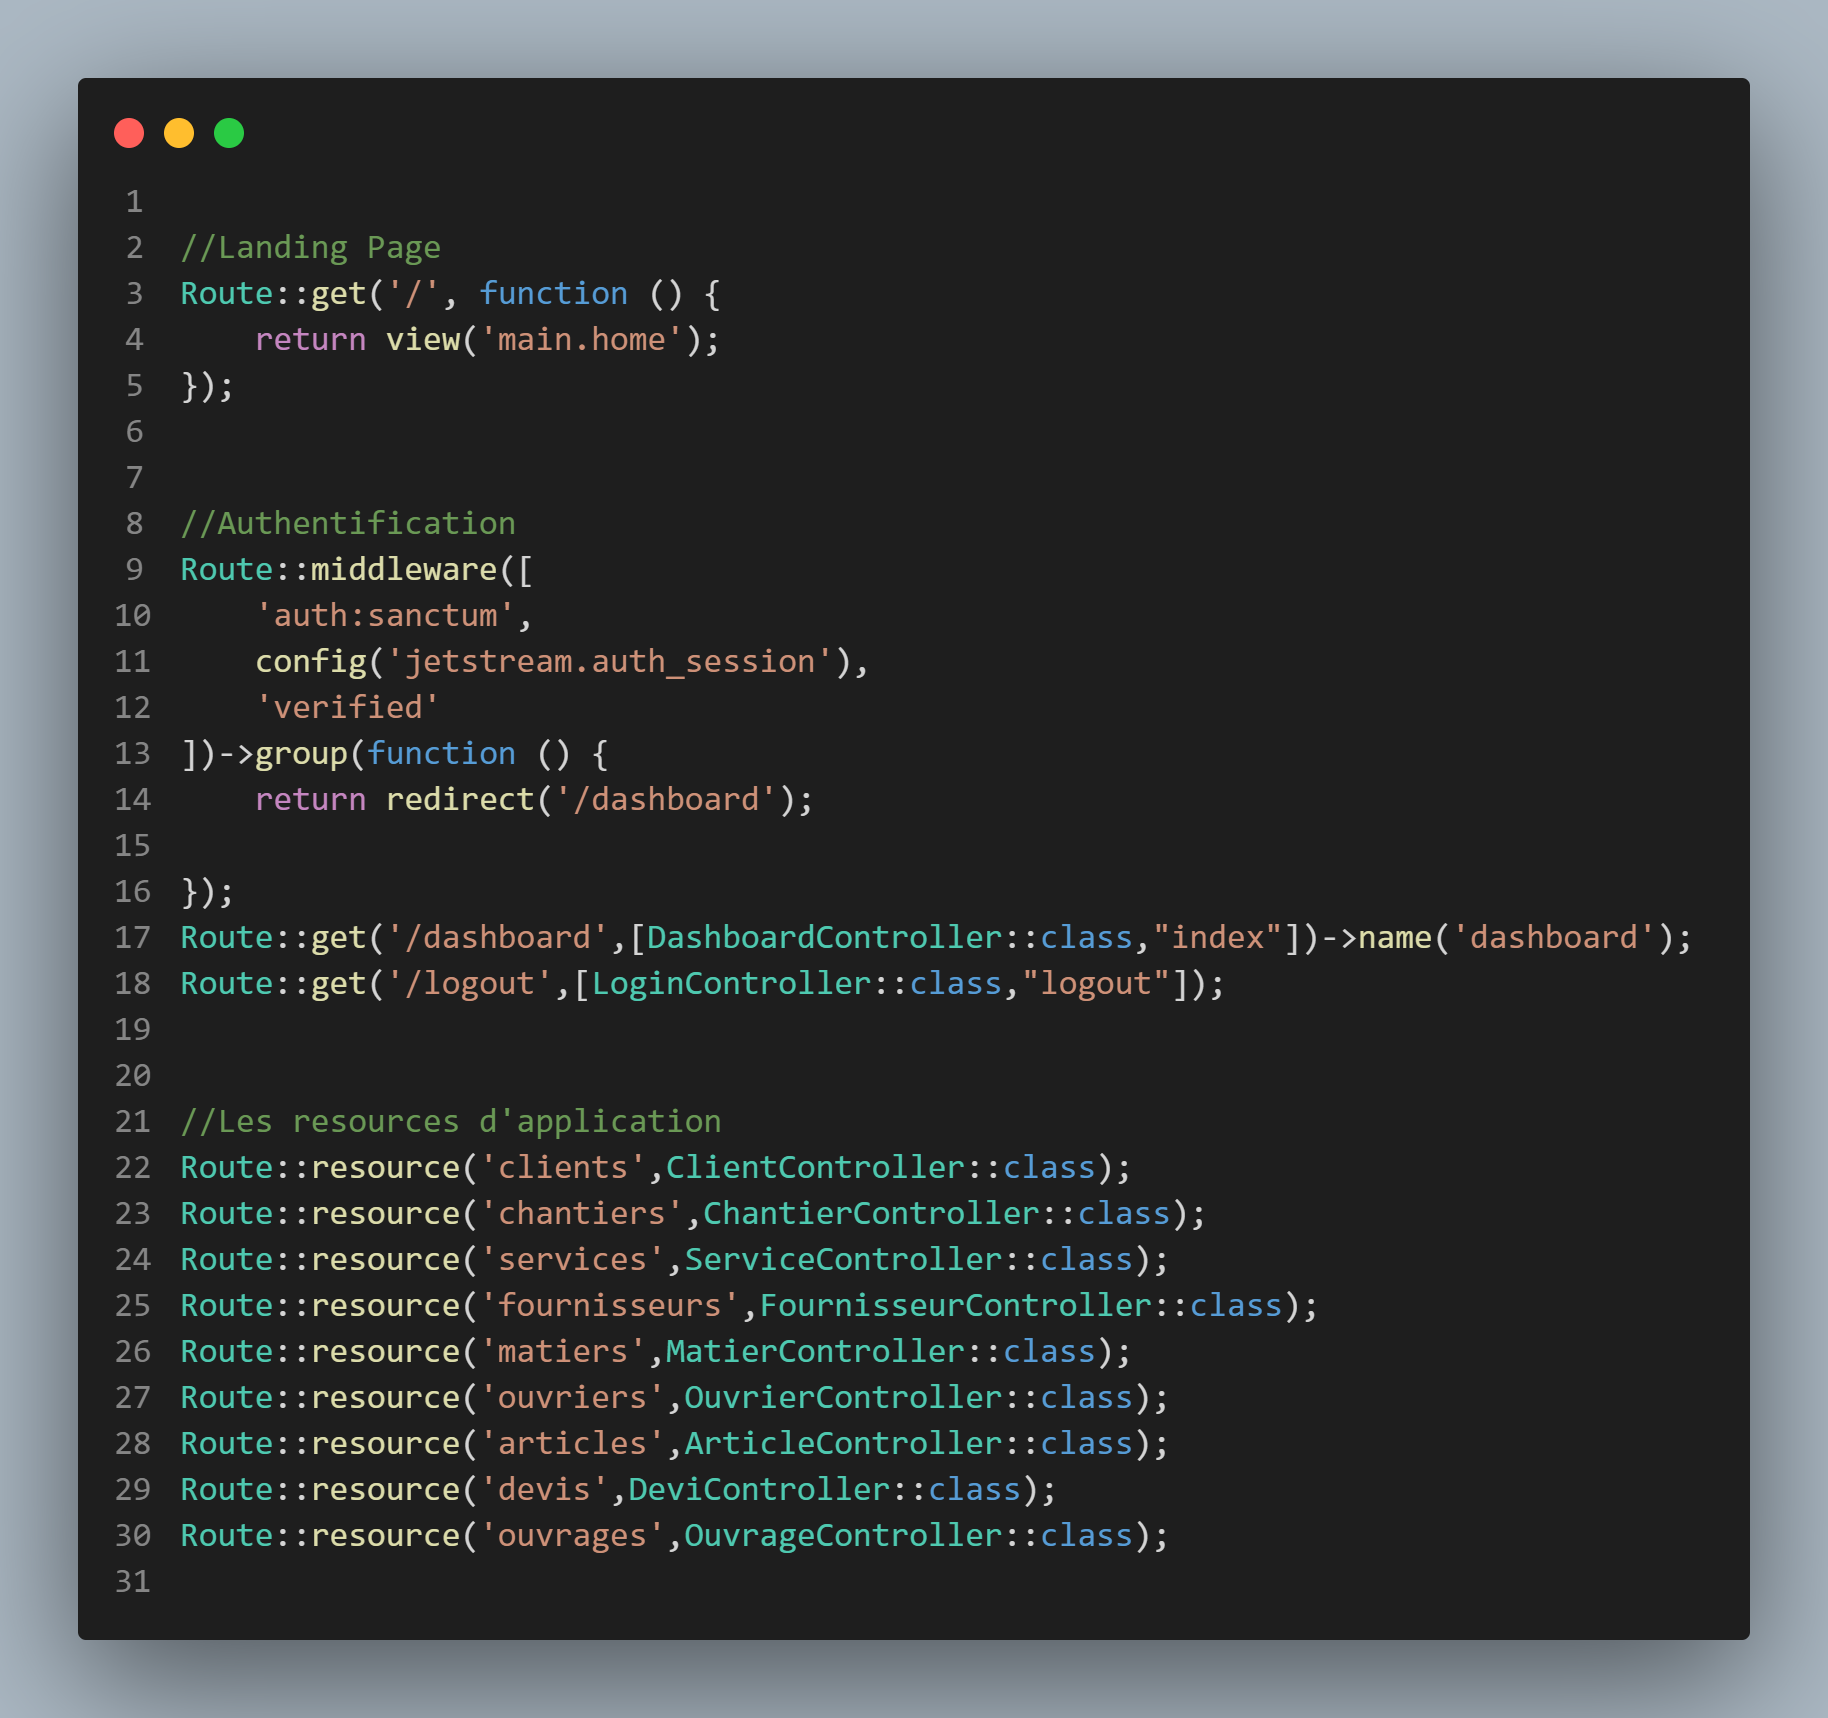 1
2 //Landing Page
3 Route::get('/', function () {
4     return view('main.home');
5 });
6
7
8 //Authentification
9 Route::middleware([
10     'auth:sanctum',
11     config('jetstream.auth_session'),
12     'verified'
13 ])->group(function () {
14     return redirect('/dashboard');
15
16 });
17 Route::get('/dashboard',[DashboardController::class,"index"])->name('dashboard');
18 Route::get('/logout',[LoginController::class,"logout"]);
19
20
21 //Les resources d'application
22 Route::resource('clients',ClientController::class);
23 Route::resource('chantiers',ChantierController::class);
24 Route::resource('services',ServiceController::class);
25 Route::resource('fournisseurs',FournisseurController::class);
26 Route::resource('matiers',MatierController::class);
27 Route::resource('ouvriers',OuvrierController::class);
28 Route::resource('articles',ArticleController::class);
29 Route::resource('devis',DeviController::class);
30 Route::resource('ouvrages',OuvrageController::class);
31